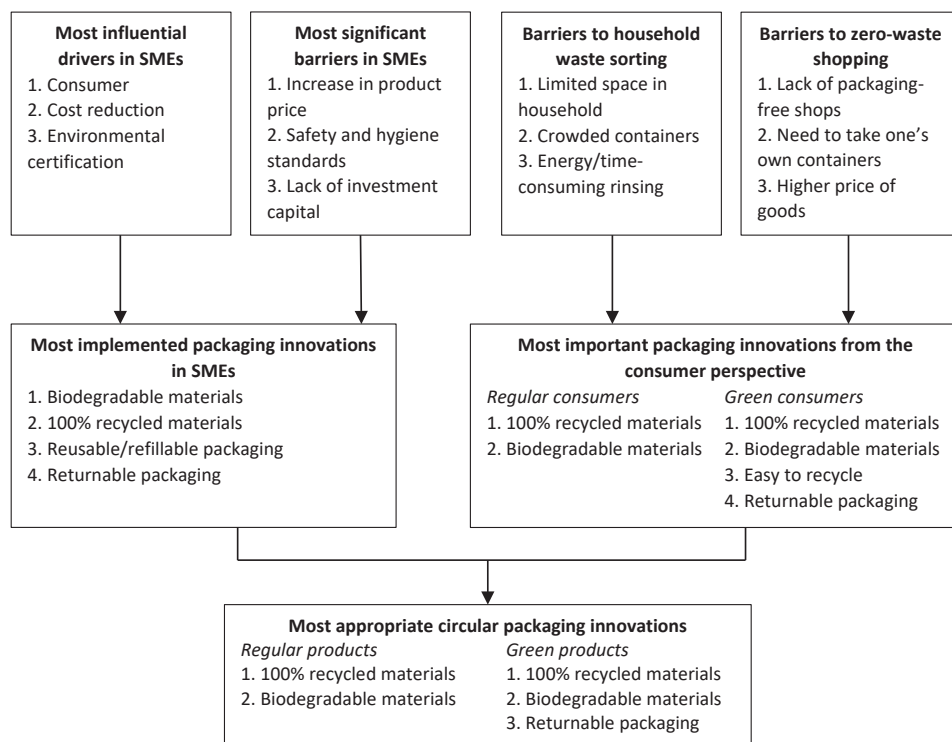 Most influential
drivers in SMEs
1. Consumer
2. Cost reduction
3. Environmental
certification
Most significant
barriers in SMEs
1. Increase in product
price
2. Safety and hygiene
standards
3. Lack of investment
capital
Barriers to household
waste sorting
1. Limited space in
household
2. Crowded containers
3. Energy/time-
consuming rinsing
Barriers to zero-waste
shopping
1. Lack of packaging-
free shops
2. Need to take one's
own containers
3. Higher price of
goods
Most implemented packaging innovations
in SMEs
1. Biodegradable materials
2. 100% recycled materials
3. Reusable/refillable packaging
4. Returnable packaging
Most important packaging innovations from the
consumer perspective
Regular consumers
1. 100% recycled materials
2. Biodegradable materials
Green consumers
1. 100% recycled materials
2. Biodegradable materials
3. Easy to recycle
4. Returnable packaging
Most appropriate circular packaging innovations
Regular products
1. 100% recycled materials
2. Biodegradable materials
Green products
1. 100% recycled materials
2. Biodegradable materials
3. Returnable packaging